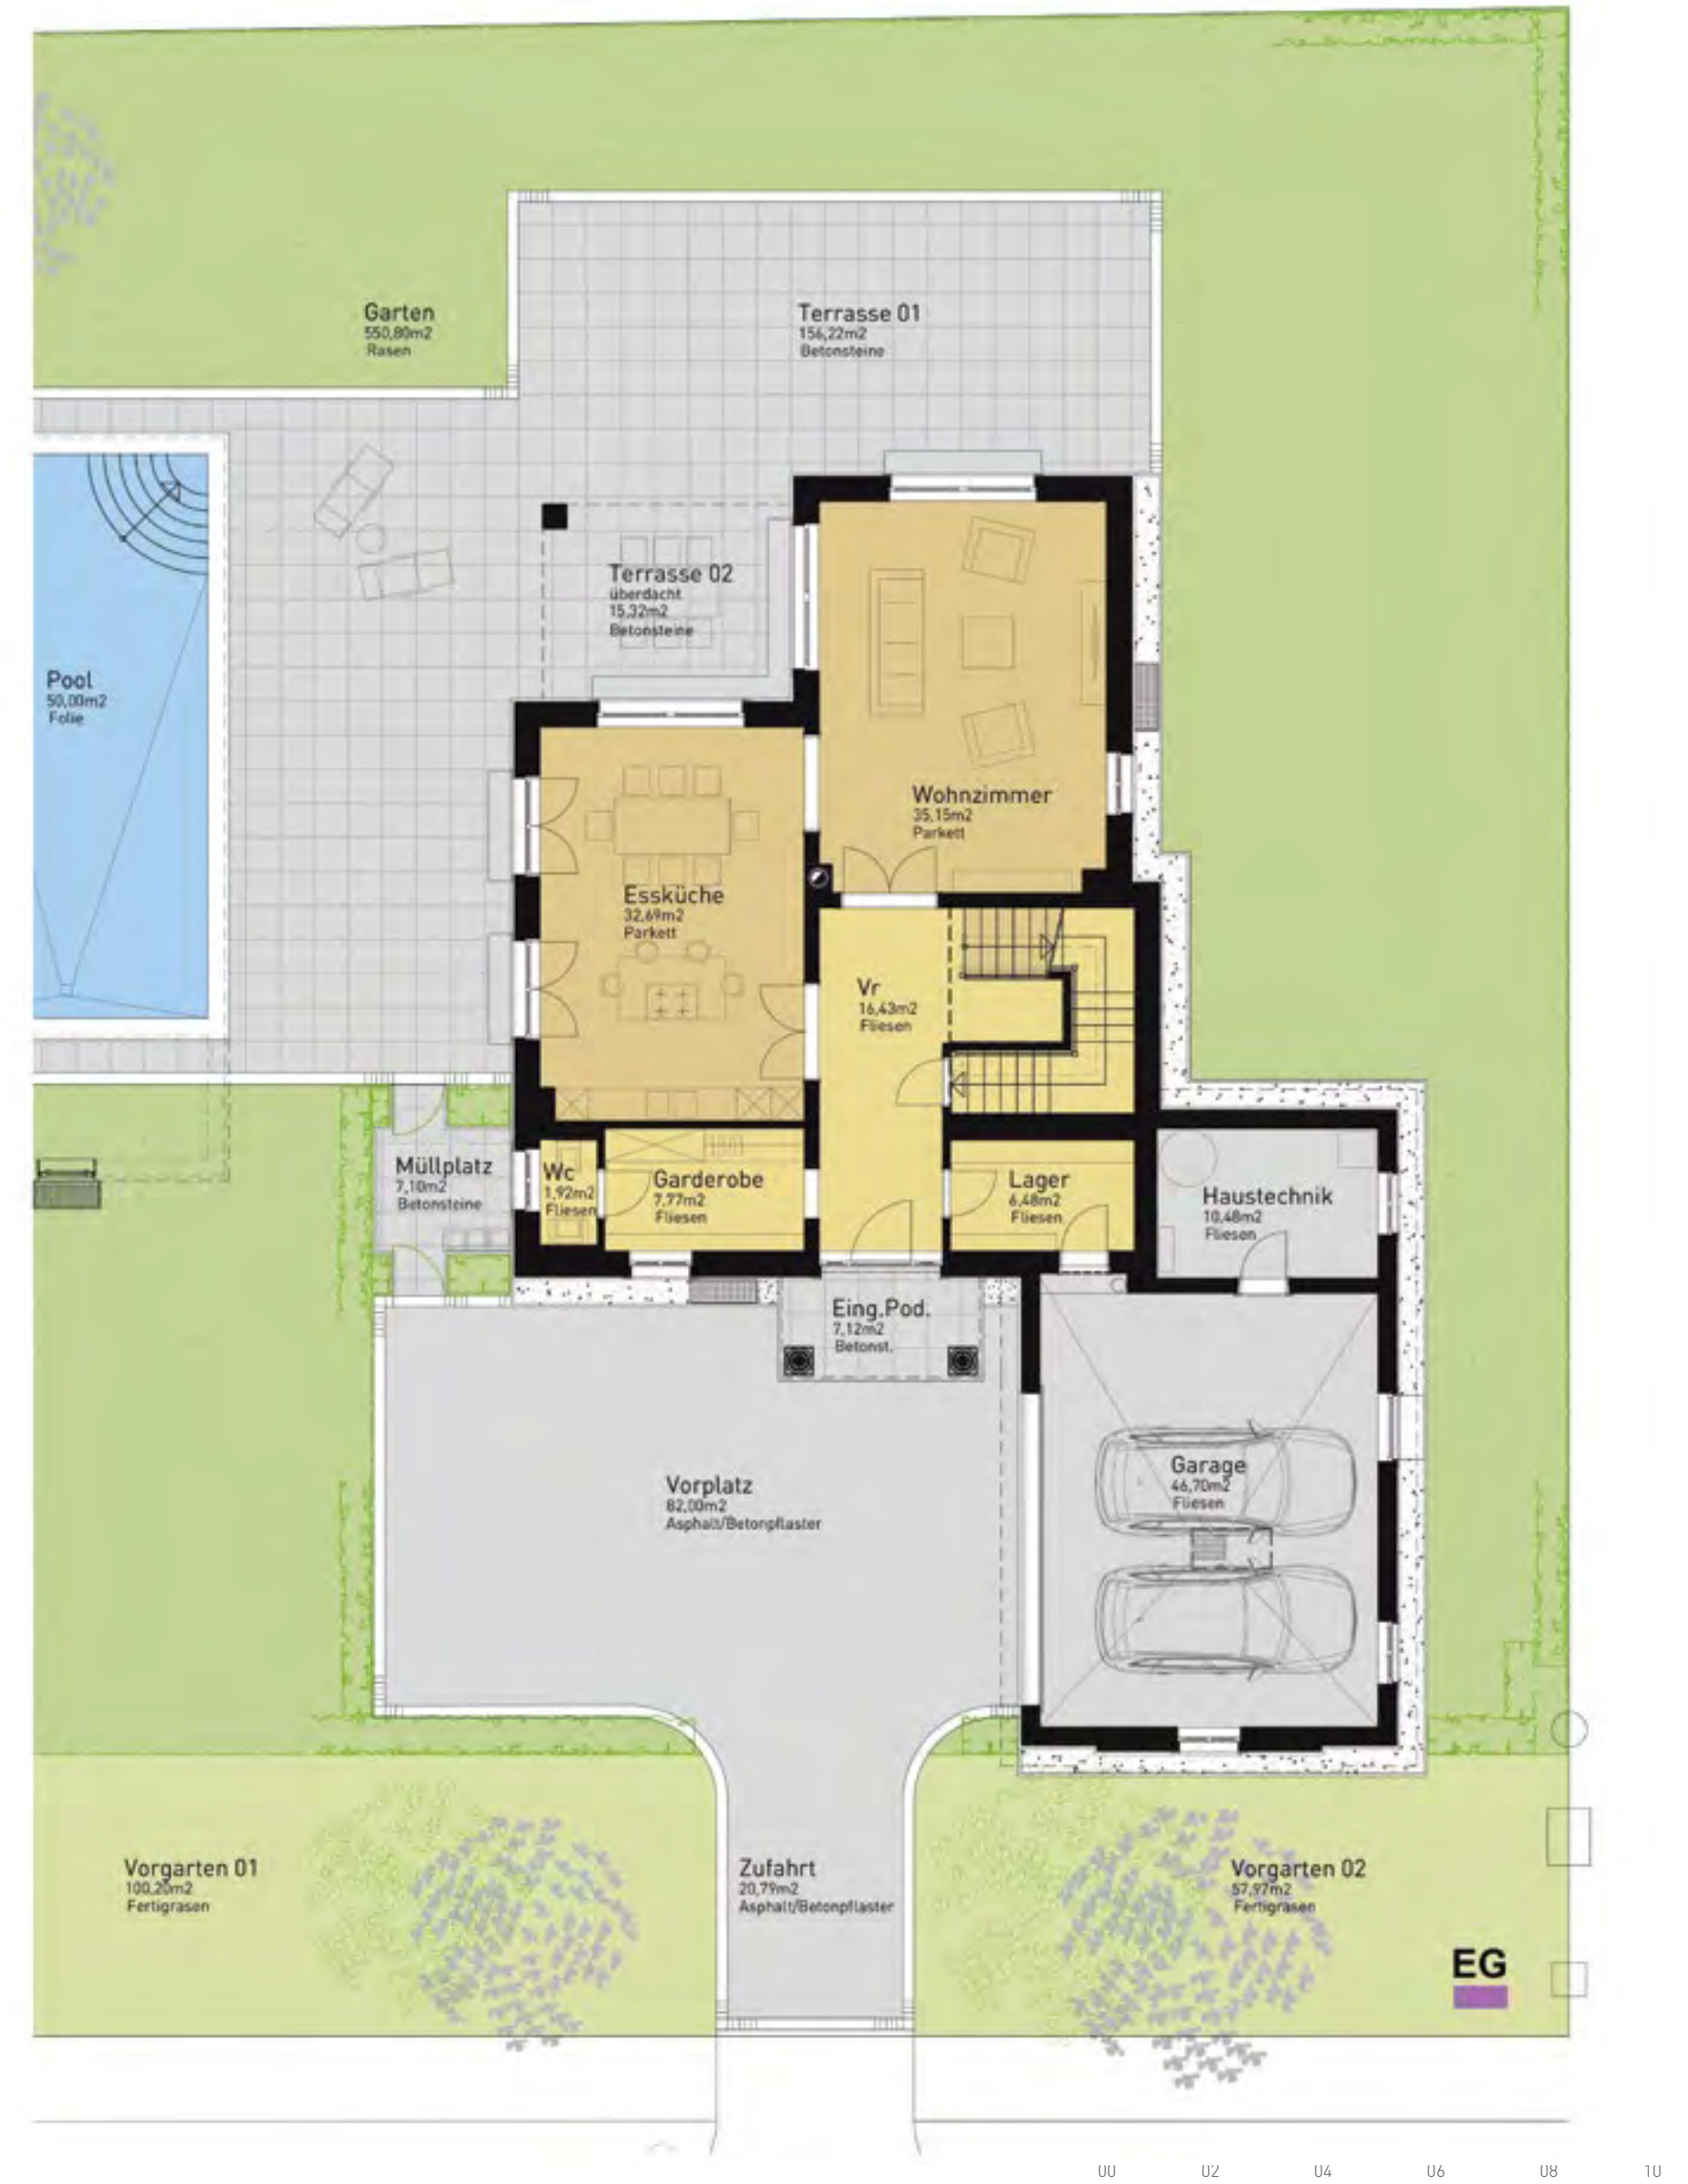 Garten
550,80m2
Rasen
Terrasse 01
156,22m2
Betonsteine
Terrasse 02
überdacht
15,32m2
Betonsteine
Pool
50,00m2
Folie
Wohnzimmer
35,15m2
Parkett
Essküche
32,69m2
Parkett
Vr
16,43m2
Fliesen
Müllplatz
7,10m2
Betonsteine
Wc
1,92m2
Fliesen
Garderobe
7,77m2
Fliesen
Lager
6,48m2
Fliesen
Haustechnik
10,48m2
Fliesen
Eing.Pod.
7,12m2
Betonst.
Vorplatz
82,00m2
Asphalt/Betonpflaster
Garage
46,70m2
Fliesen
Vorgarten 01
100,20m2
Fertigrasen
Zufahrt
20,79m2
Asphalt/Betonpflaster
Vorgarten 02
57,97m2
Fertigrasen
EG
00 02 04 06 08 10